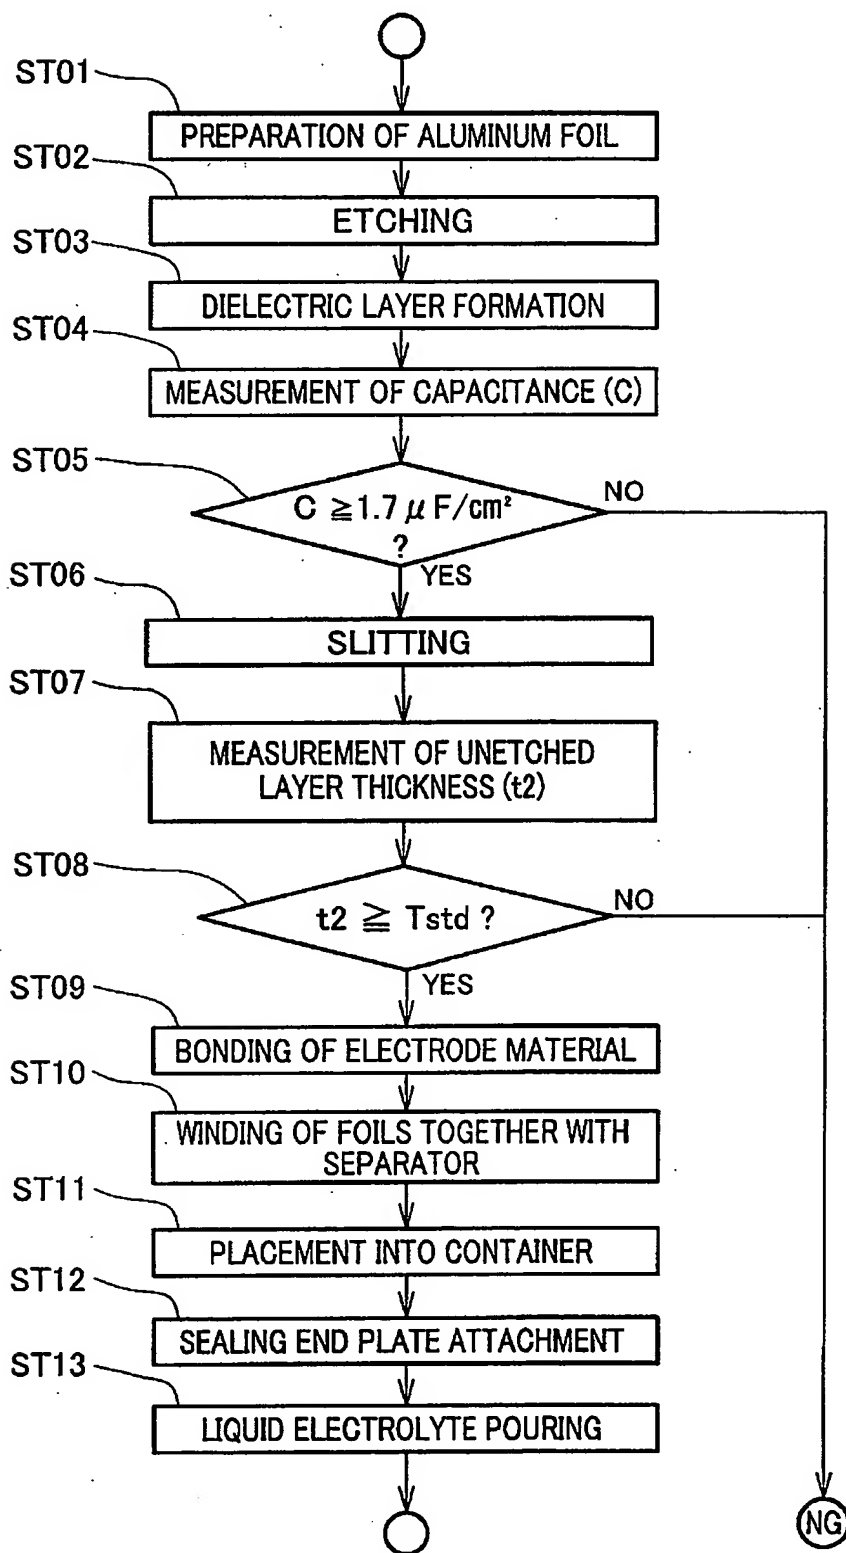 ST01
PREPARATION OF ALUMINUM FOIL
ST02
ETCHING
ST03
DIELECTRIC LAYER FORMATION
ST04
MEASUREMENT OF CAPACITANCE (C)
ST05
C ≧1.7 μ F/cm²
?
NO
YES
ST06
SLITTING
ST07
MEASUREMENT OF UNETCHED
LAYER THICKNESS (t2)
ST08
t2 ≧ Tstd ?
NO
YES
ST09
BONDING OF ELECTRODE MATERIAL
ST10
WINDING OF FOILS TOGETHER WITH
SEPARATOR
ST11
PLACEMENT INTO CONTAINER
ST12
SEALING END PLATE ATTACHMENT
ST13
LIQUID ELECTROLYTE POURING
NG